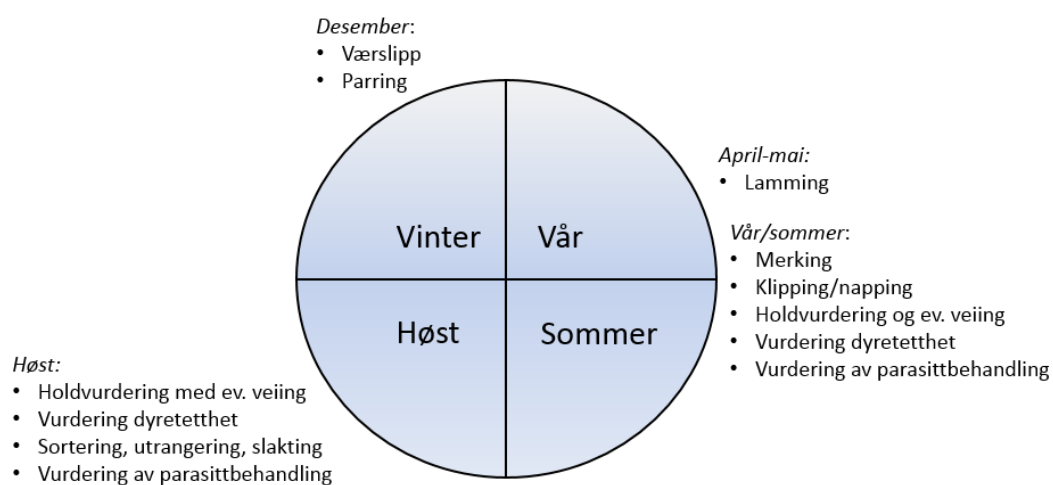 Desember:
• Værslipp
• Parring
April-mai:
• Lamming
Vinter
Vår
Vår/sommer:
• Merking
• Klipping/napping
• Holdvurdering og ev. veiing
• Vurdering dyretetthet
• Vurdering av parasittbehandling
Høst
Sommer
Høst:
• Holdvurdering med ev. veiing
• Vurdering dyretetthet
• Sortering, utrangering, slakting
• Vurdering av parasittbehandling